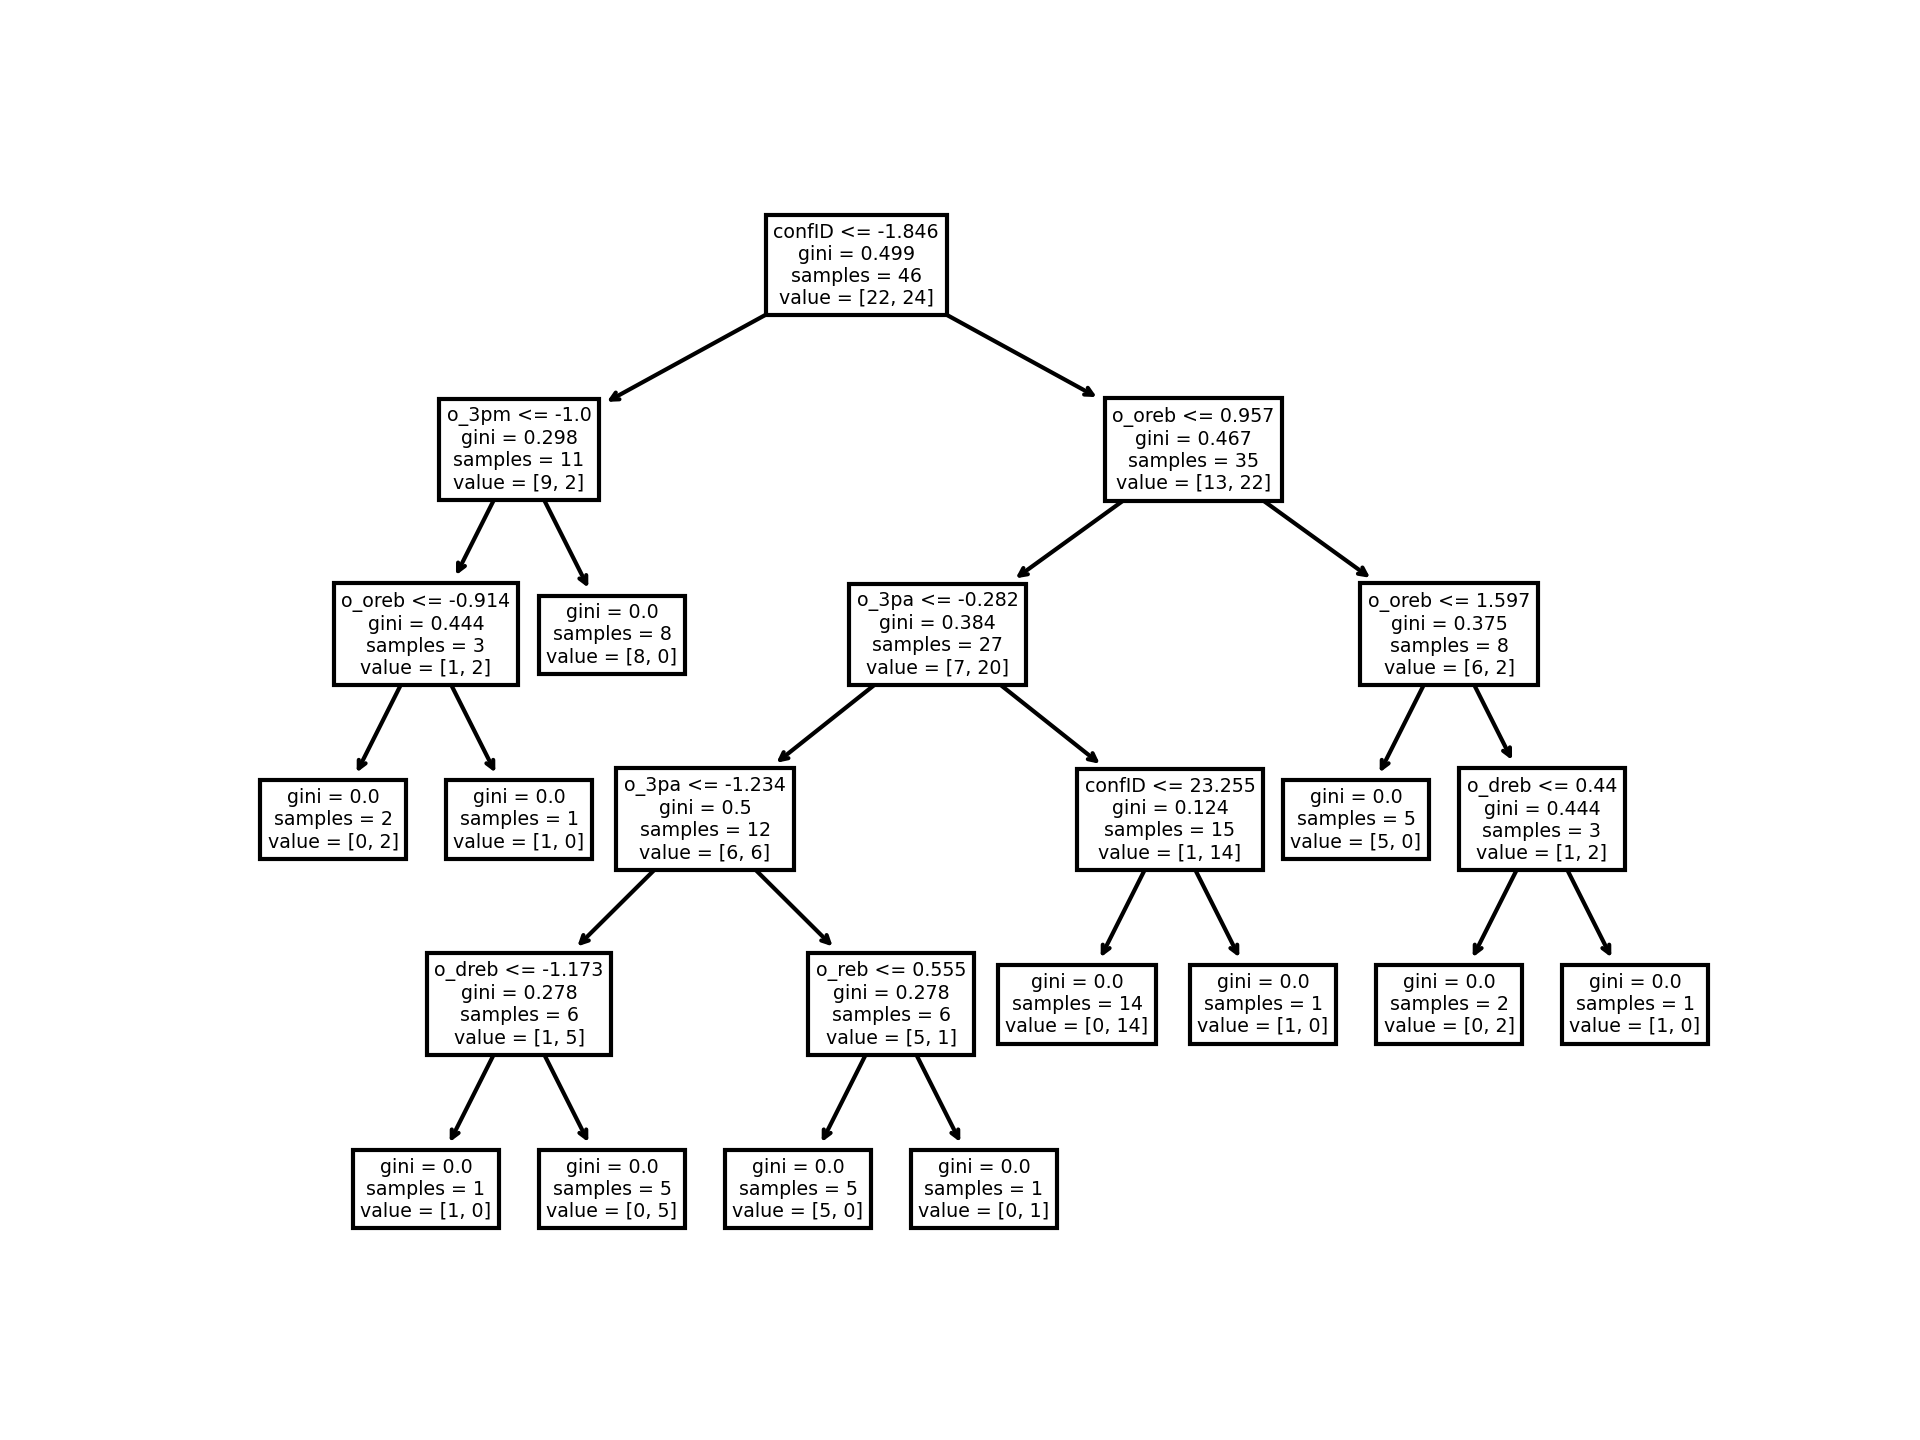 confID <= -1.846
gini = 0.499
samples = 46
value = [22, 24]
o_3pm <= -1.0
gini = 0.298
samples = 11
value = [9, 2]
o_oreb <= 0.957
gini = 0.467
samples = 35
value = [13, 22]
o_oreb <= -0.914
gini = 0.444
samples = 3
value = [1, 2]
gini = 0.0
samples = 8
value = [8, 0]
o_3pa <= -0.282
gini = 0.384
samples = 27
value = [7, 20]
o_oreb <= 1.597
gini = 0.375
samples = 8
value = [6, 2]
gini = 0.0
samples = 2
value = [0, 2]
gini = 0.0
samples = 1
value = [1, 0]
o_3pa <= -1.234
gini = 0.5
samples = 12
value = [6, 6]
confID <= 23.255
gini = 0.124
samples = 15
value = [1, 14]
gini = 0.0
samples = 5
value = [5, 0]
o_dreb <= 0.44
gini = 0.444
samples = 3
value = [1, 2]
o_dreb <= -1.173
gini = 0.278
samples = 6
value = [1, 5]
o_reb <= 0.555
gini = 0.278
samples = 6
value = [5, 1]
gini = 0.0
samples = 14
value = [0, 14]
gini = 0.0
samples = 1
value = [1, 0]
gini = 0.0
samples = 2
value = [0, 2]
gini = 0.0
samples = 1
value = [1, 0]
gini = 0.0
samples = 1
value = [1, 0]
gini = 0.0
samples = 5
value = [0, 5]
gini = 0.0
samples = 5
value = [5, 0]
gini = 0.0
samples = 1
value = [0, 1]